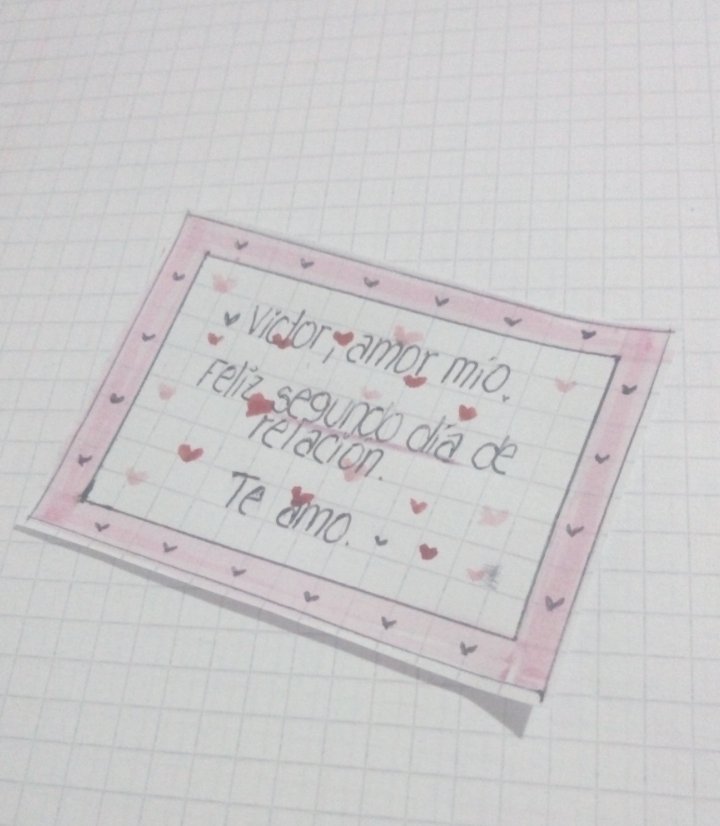 Victor, amor mío.
Feliz segundo día de
relación.
Te amo.